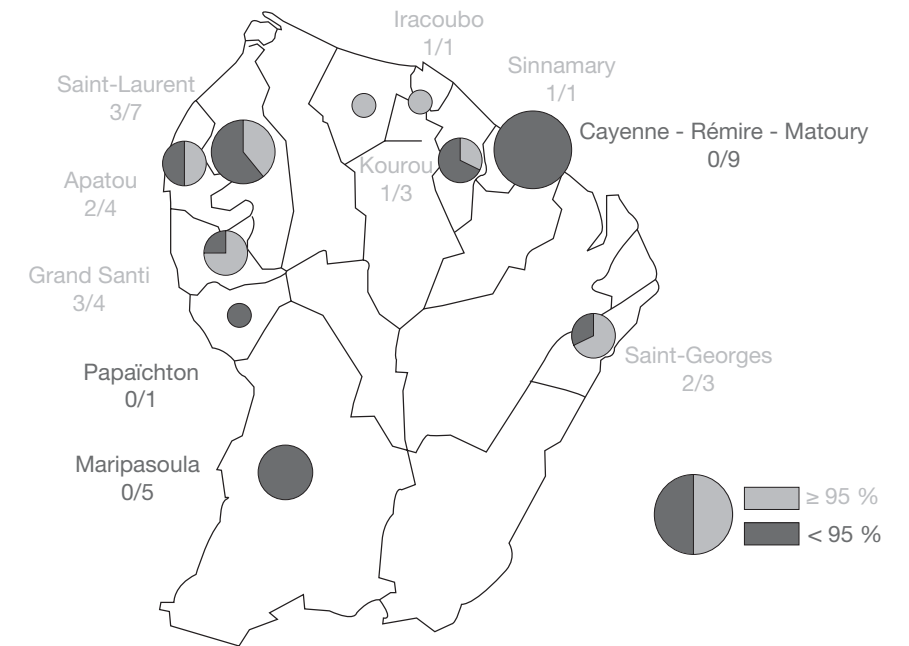 Iracoubo
1/1
Sinnamary
1/1
Saint-Laurent
3/7
Cayenne - Rémire - Matoury
0/9
Kourou
1/3
Apatou
2/4
Grand Santi
3/4
Saint-Georges
2/3
Papaïchton
0/1
Maripasoula
0/5
≥ 95 %
< 95 %